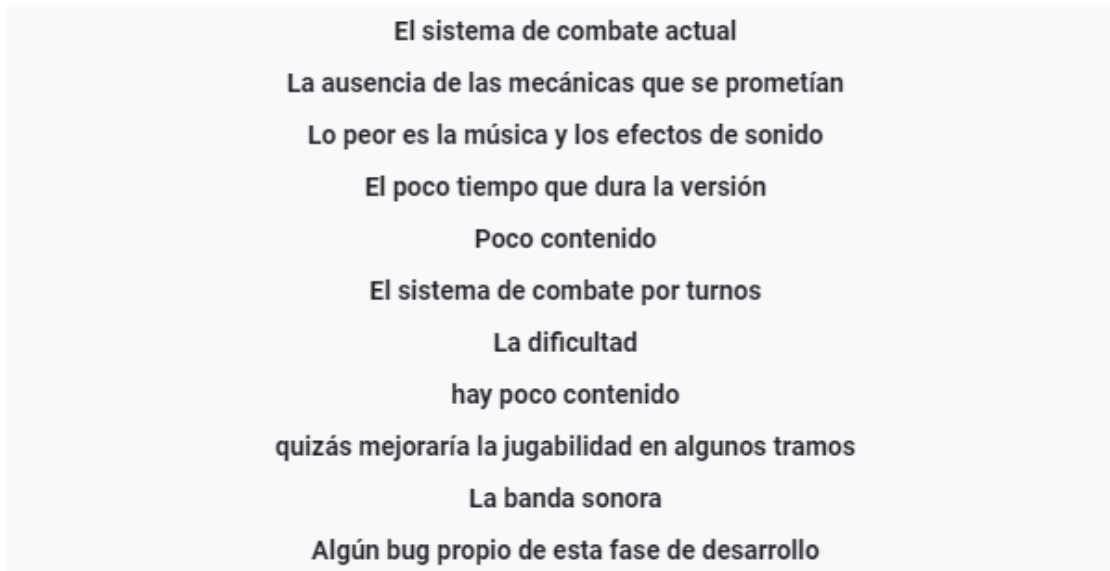 El sistema de combate actual
La ausencia de las mecánicas que se prometían
Lo peor es la música y los efectos de sonido
El poco tiempo que dura la versión
Poco contenido
El sistema de combate por turnos
La dificultad
hay poco contenido
quizás mejoraría la jugabilidad en algunos tramos
La banda sonora
Algún bug propio de esta fase de desarrollo